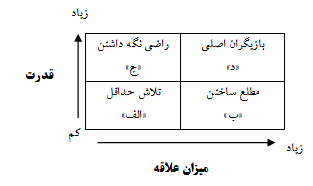 زیاد
قدرت
بازیگران اصلی
«د»
راضی نگه داشتن
«ج»
مطلع ساختن
«ب»
تلاش حداقل
«الف»
کم
زیاد
میزان علاقه